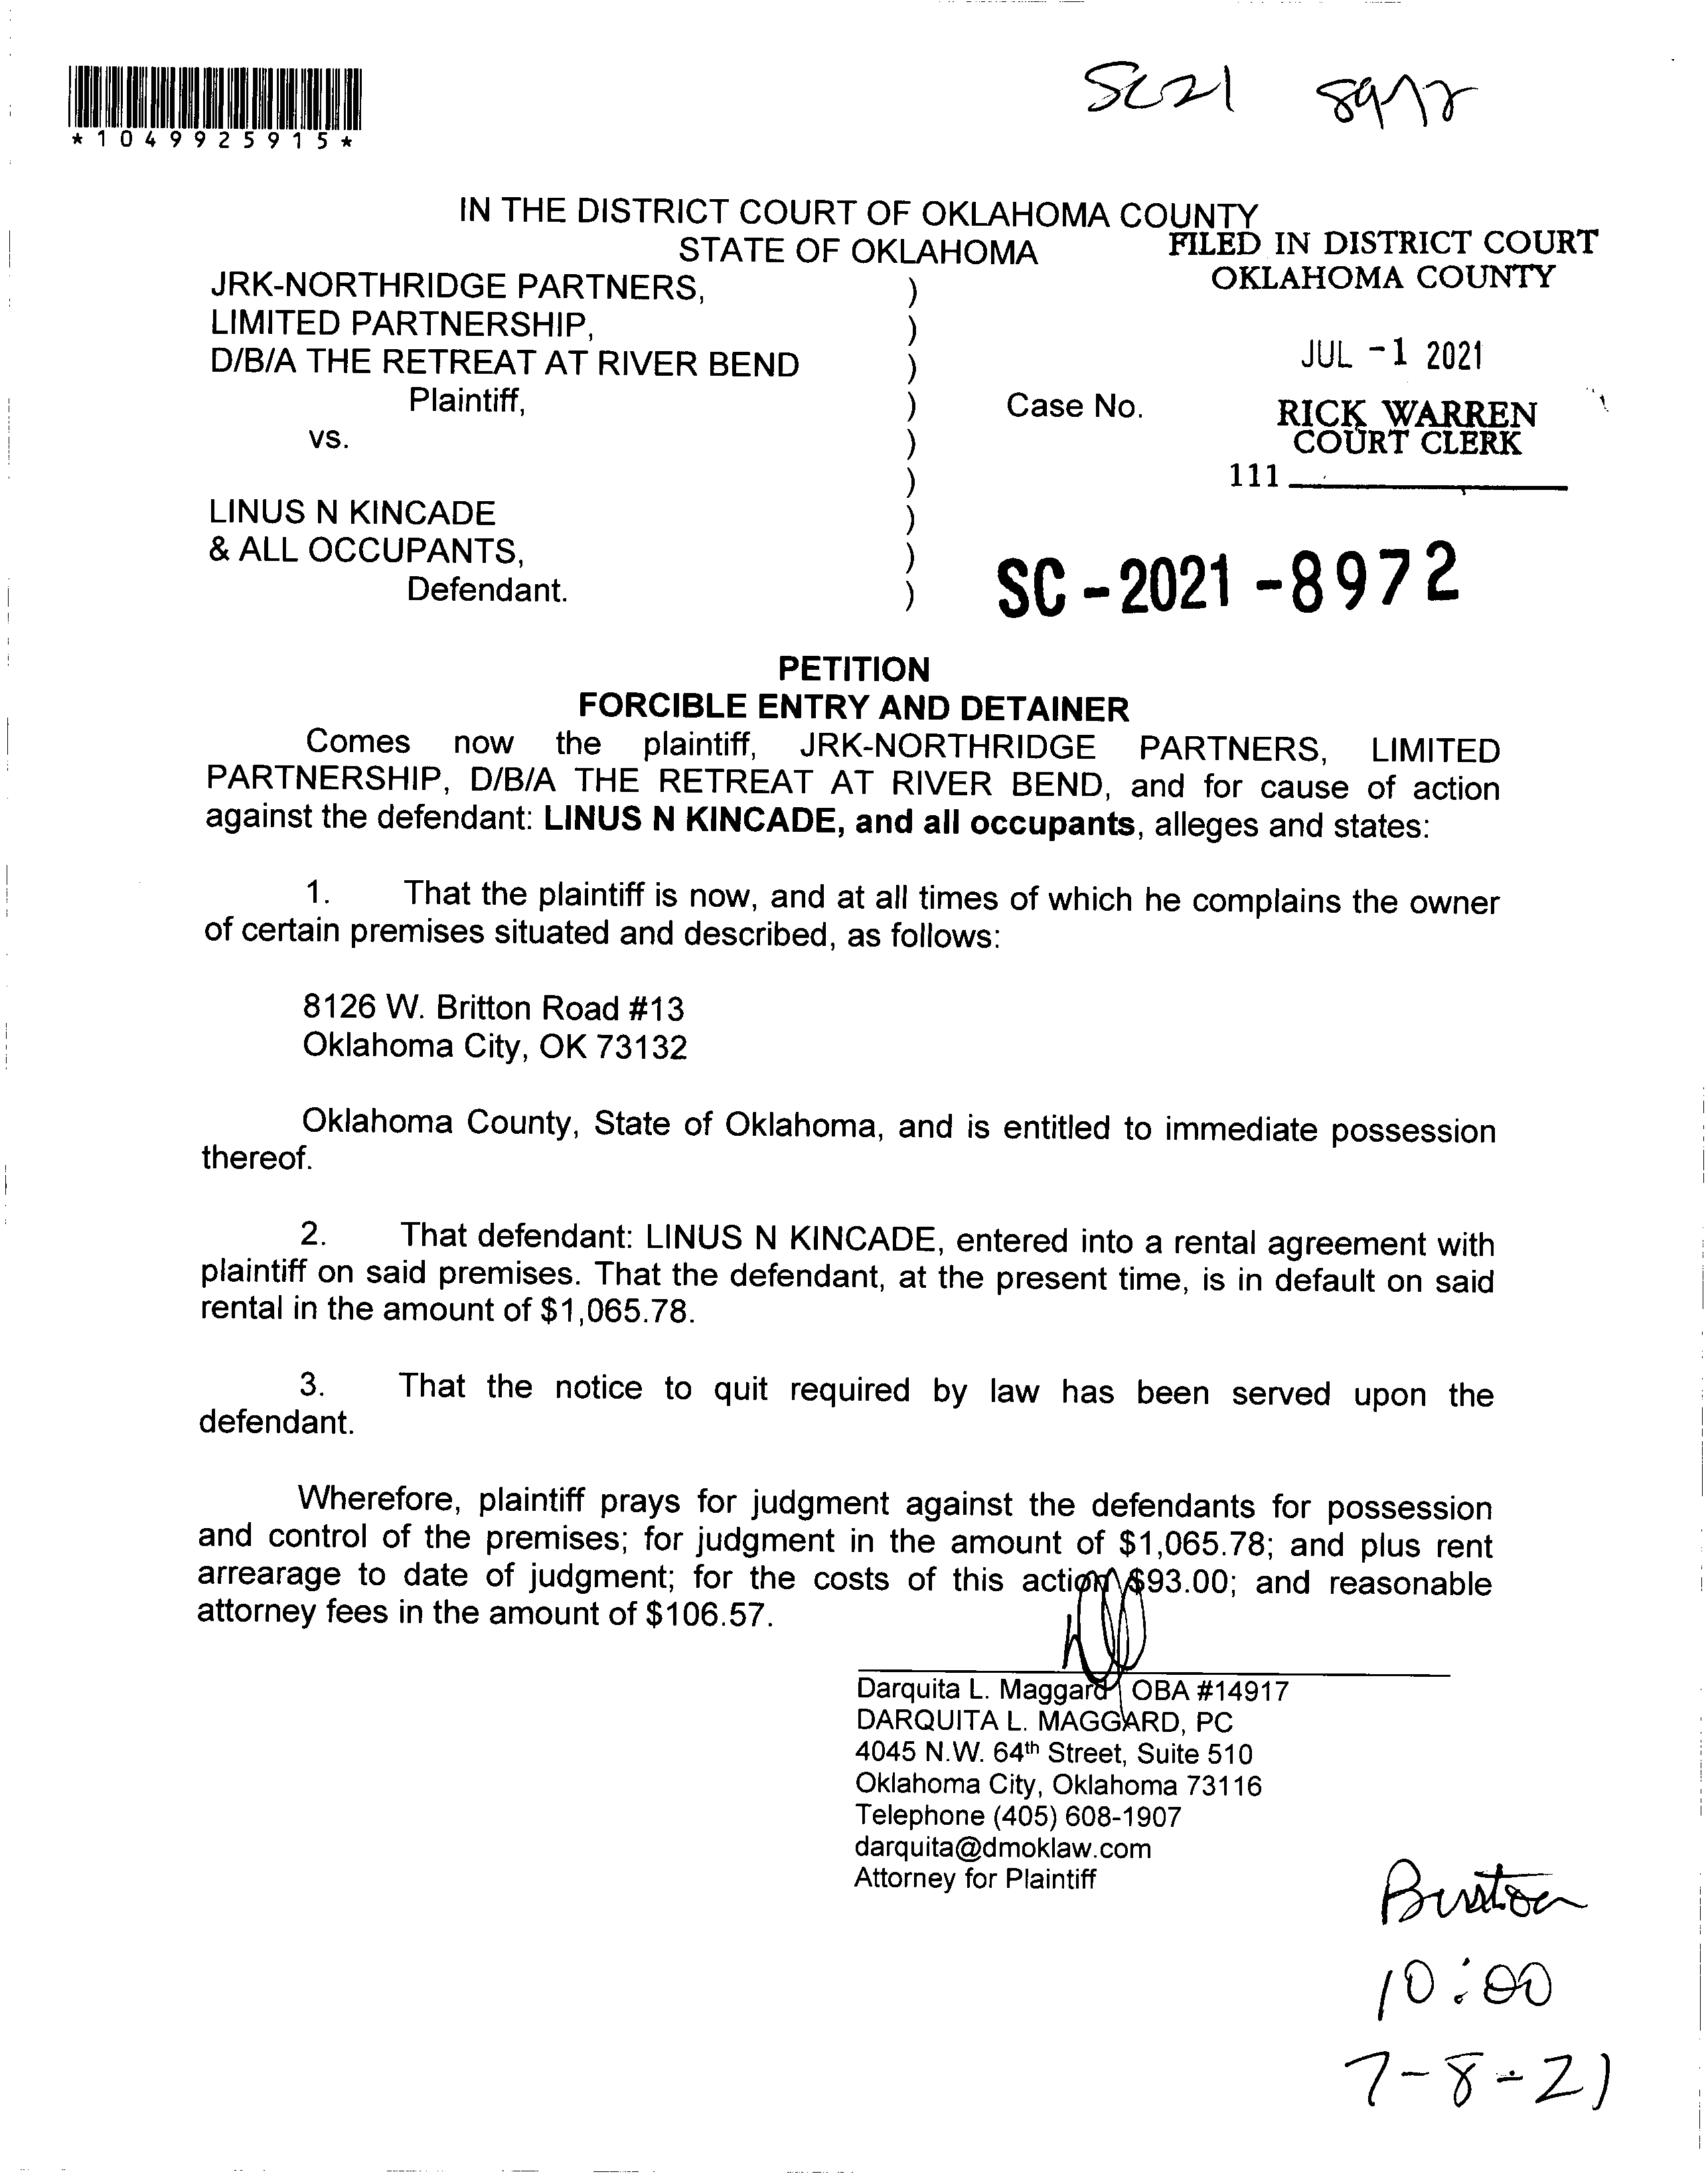 SC21 8972
*1049925915*
IN THE DISTRICT COURT OF OKLAHOMA COUNTY
STATE OF OKLAHOMA
FILED IN DISTRICT COURT
OKLAHOMA COUNTY
JRK-NORTHRIDGE PARTNERS, )
LIMITED PARTNERSHIP, )
D/B/A THE RETREAT AT RIVER BEND )
JUL -1 2021
Plaintiff, ) Case No.
RICK WARREN
COURT CLERK
vs. )
)
111
LINUS N KINCADE )
& ALL OCCUPANTS, )
Defendant. )
SC-2021-8972
PETITION
FORCIBLE ENTRY AND DETAINER
Comes now the plaintiff, JRK-NORTHRIDGE PARTNERS, LIMITED
PARTNERSHIP, D/B/A THE RETREAT AT RIVER BEND, and for cause of action
against the defendant: LINUS N KINCADE, and all occupants, alleges and states:
1. That the plaintiff is now, and at all times of which he complains the owner
of certain premises situated and described, as follows:
8126 W. Britton Road #13
Oklahoma City, OK 73132
Oklahoma County, State of Oklahoma, and is entitled to immediate possession
thereof.
2. That defendant: LINUS N KINCADE, entered into a rental agreement with
plaintiff on said premises. That the defendant, at the present time, is in default on said
rental in the amount of $1,065.78.
3. That the notice to quit required by law has been served upon the
defendant.
Wherefore, plaintiff prays for judgment against the defendants for possession
and control of the premises; for judgment in the amount of $1,065.78; and plus rent
arrearage to date of judgment; for the costs of this action $93.00; and reasonable
attorney fees in the amount of $106.57.
Darquita L. Maggard OBA #14917
DARQUITA L. MAGGARD, PC
4045 N.W. 64th Street, Suite 510
Oklahoma City, Oklahoma 73116
Telephone (405) 608-1907
darquita@dmoklaw.com
Attorney for Plaintiff
10:00
7-8-21